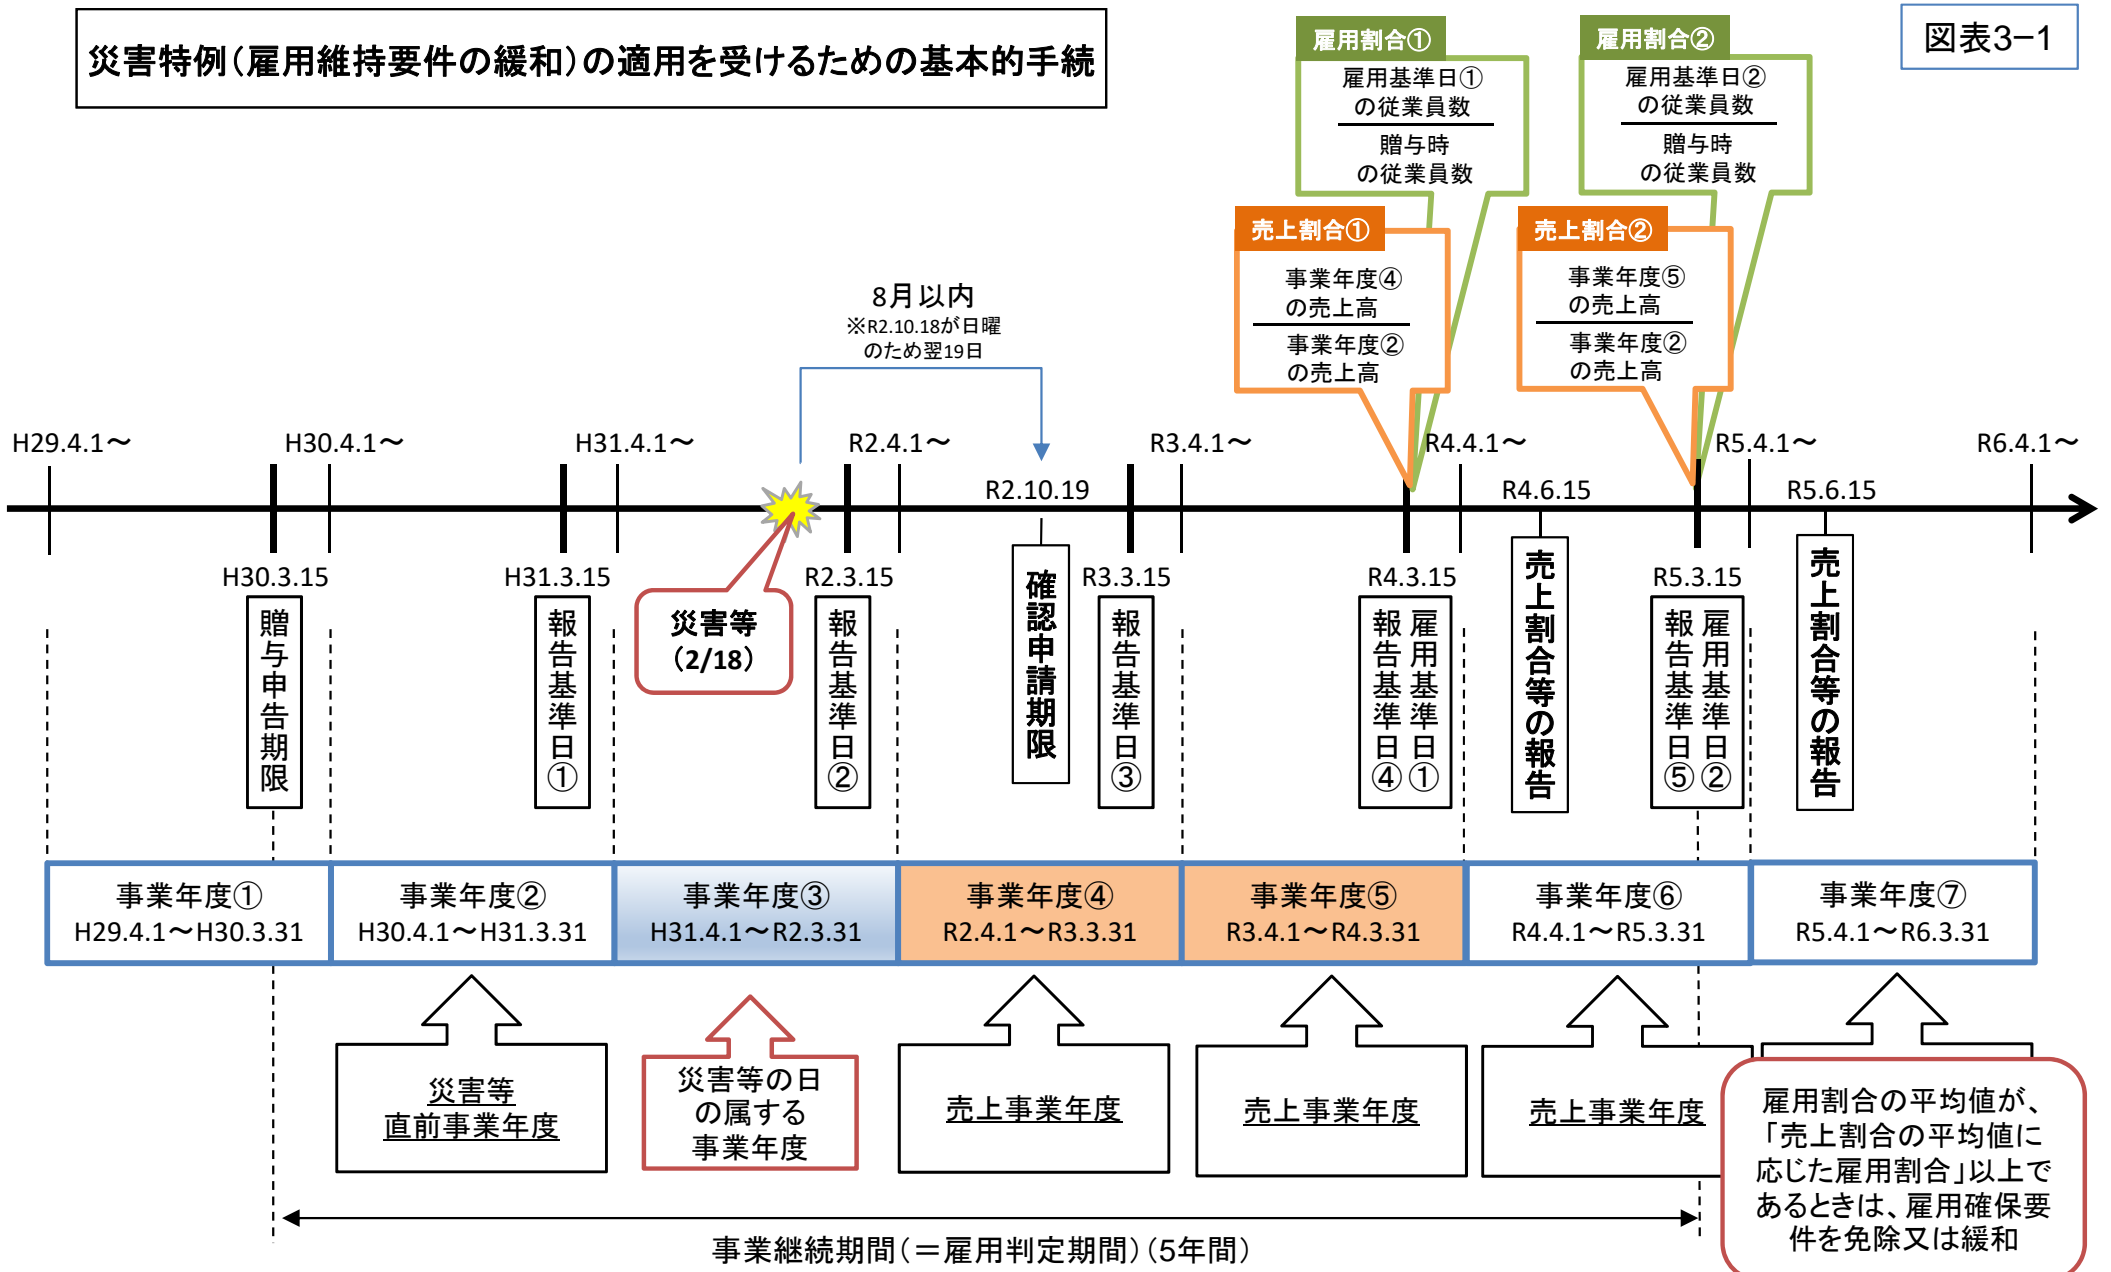 災害特例(雇用維持要件の緩和)の適用を受けるための基本的手続
図表3−1
雇用割合①
雇用基準日①
の従業員数
贈与時
の従業員数
雇用割合②
雇用基準日②
の従業員数
贈与時
の従業員数
売上割合①
事業年度④
の売上高
事業年度②
の売上高
売上割合②
事業年度⑤
の売上高
事業年度②
の売上高
8月以内
※R2.10.18が日曜
のため翌19日
H29.4.1～
H30.4.1～
H31.4.1～
R2.4.1～
R3.4.1～
R4.4.1～
R5.4.1～
R6.4.1～
R2.10.19
R4.6.15
R5.6.15
H30.3.15
H31.3.15
R2.3.15
R3.3.15
R4.3.15
R5.3.15
贈与申告期限
報告基準日①
災害等
(2/18)
報告基準日②
確認申請期限
報告基準日③
雇用基準日①
報告基準日④
売上割合等の報告
雇用基準日②
報告基準日⑤
売上割合等の報告
事業年度①
H29.4.1～H30.3.31
事業年度②
H30.4.1～H31.3.31
事業年度③
H31.4.1～R2.3.31
事業年度④
R2.4.1～R3.3.31
事業年度⑤
R3.4.1～R4.3.31
事業年度⑥
R4.4.1～R5.3.31
事業年度⑦
R5.4.1～R6.3.31
災害等
直前事業年度
災害等の日
の属する
事業年度
売上事業年度
売上事業年度
売上事業年度
雇用割合の平均値が、
「売上割合の平均値に
応じた雇用割合」以上で
あるときは、雇用確保要
件を免除又は緩和
事業継続期間(＝雇用判定期間)(5年間)